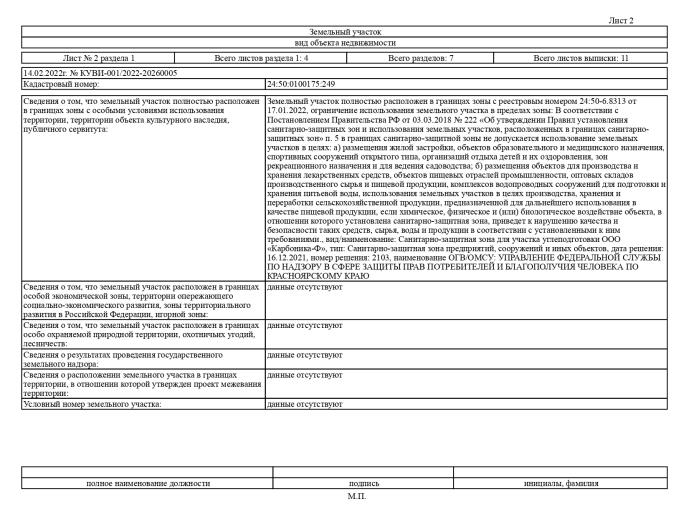 Лист 2
Земельный участок
вид объекта недвижимости
Лист № 2 раздела 1
Всего листов раздела 1: 4
Всего разделов: 7
Всего листов выписки: 11
14.02.2022г. № КУВИ-001/2022-20260005
Кадастровый номер:
24:50:0100175:249
Сведения о том, что земельный участок полностью расположен
в границах зоны с особыми условиями использования
территории, территории объекта культурного наследия,
публичного сервитута:
Земельный участок полностью расположен в границах зоны с реестровым номером 24:50-6.8313 от
17.01.2022, ограничение использования земельного участка в пределах зоны: В соответствии с
Постановлением Правительства РФ от 03.03.2018 № 222 «Об утверждении Правил установления
санитарно-защитных зон и использования земельных участков, расположенных в границах санитарно-
защитных зон» п. 5 в границах санитарно-защитной зоны не допускается использование земельных
участков в целях: а) размещения жилой застройки, объектов образовательного и медицинского назначения,
спортивных сооружений открытого типа, организаций отдыха детей и их оздоровления, зон
рекреационного назначения и для ведения садоводства; б) размещения объектов для производства и
хранения лекарственных средств, объектов пищевых отраслей промышленности, оптовых складов
производственного сырья и пищевой продукции, комплексов водопроводных сооружений для подготовки и
хранения питьевой воды, использования земельных участков в целях производства, хранения и
переработки сельскохозяйственной продукции, предназначенной для дальнейшего использования в
качестве пищевой продукции, если химическое, физическое и (или) биологическое воздействие объекта, в
отношении которого установлена санитарно-защитная зона, приведет к нарушению качества и
безопасности таких средств, сырья, воды и продукции в соответствии с установленными к ним
требованиями., вид/наименование: Санитарно-защитная зона для участка углеподготовки ООО
«Карбоника-Ф», тип: Санитарно-защитная зона предприятий, сооружений и иных объектов, дата решения:
16.12.2021, номер решения: 2103, наименование ОГВ/ОМСУ: УПРАВЛЕНИЕ ФЕДЕРАЛЬНОЙ СЛУЖБЫ
ПО НАДЗОРУ В СФЕРЕ ЗАЩИТЫ ПРАВ ПОТРЕБИТЕЛЕЙ И БЛАГОПОЛУЧИЯ ЧЕЛОВЕКА ПО
КРАСНОЯРСКОМУ КРАЮ
Сведения о том, что земельный участок расположен в границах
особой экономической зоны, территории опережающего
социально-экономического развития, зоны территориального
развития в Российской Федерации, игорной зоны:
данные отсутствуют
Сведения о том, что земельный участок расположен в границах
особо охраняемой природной территории, охотничьих угодий,
лесничеств:
данные отсутствуют
Сведения о результатах проведения государственного
земельного надзора:
данные отсутствуют
Сведения о расположении земельного участка в границах
территории, в отношении которой утвержден проект межевания
территории:
данные отсутствуют
Условный номер земельного участка:
данные отсутствуют
полное наименование должности
подпись
инициалы, фамилия
М.П.